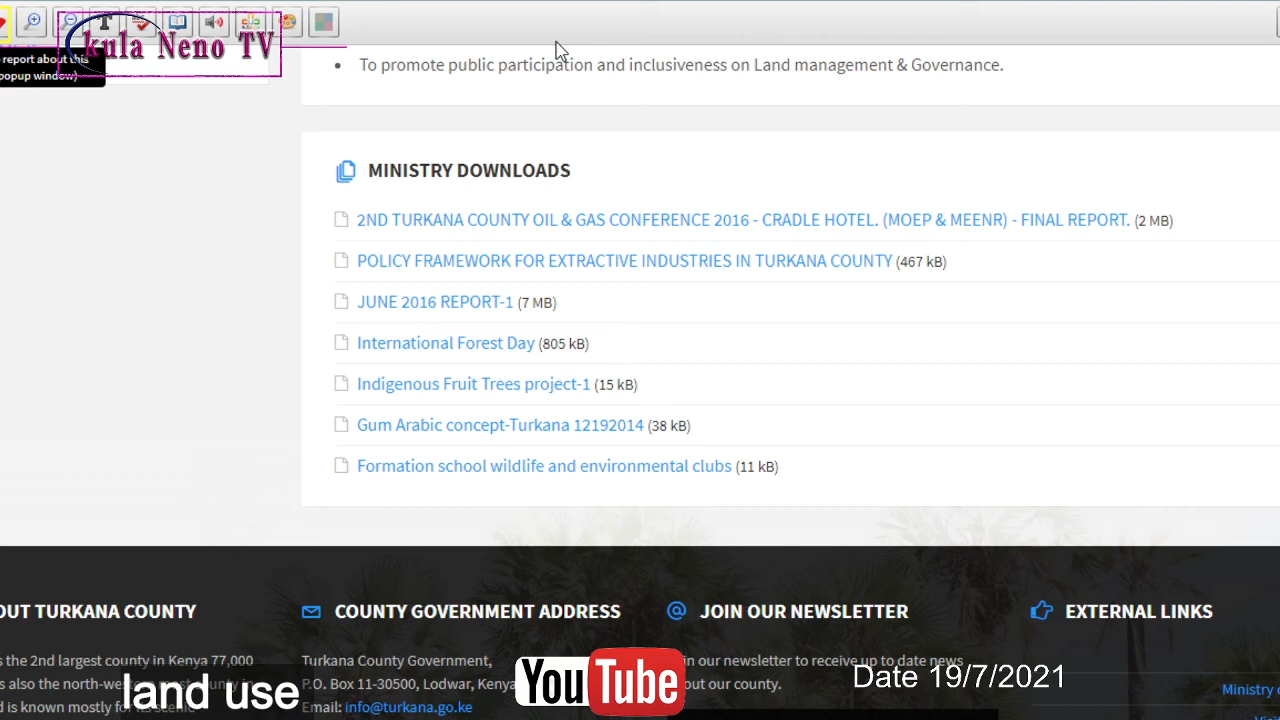 kula Neno TV
report about this
popup window)
To promote public participation and inclusiveness on Land management & Governance.
MINISTRY DOWNLOADS
2ND TURKANA COUNTY OIL & GAS CONFERENCE 2016 - CRADLE HOTEL. (MOEP & MEENR) - FINAL REPORT. (2 MB)
POLICY FRAMEWORK FOR EXTRACTIVE INDUSTRIES IN TURKANA COUNTY (467 kB)
JUNE 2016 REPORT-1 (7 MB)
International Forest Day (805 kB)
Indigenous Fruit Trees project-1 (15 kB)
Gum Arabic concept-Turkana 12192014 (38 kB)
Formation school wildlife and environmental clubs (11 kB)
OUT TURKANA COUNTY
s the 2nd largest county in Kenya 77,000
s also the north-wes
d is known mostly for its scenic
COUNTY GOVERNMENT ADDRESS
Turkana County Government,
P.O. Box 11-30500, Lodwar, Kenya
Email: info@turkana.go.ke
JOIN OUR NEWSLETTER
in our newsletter to receive up to date news
out our county.
EXTERNAL LINKS
Ministry
land use
YouTube
Date 19/7/2021